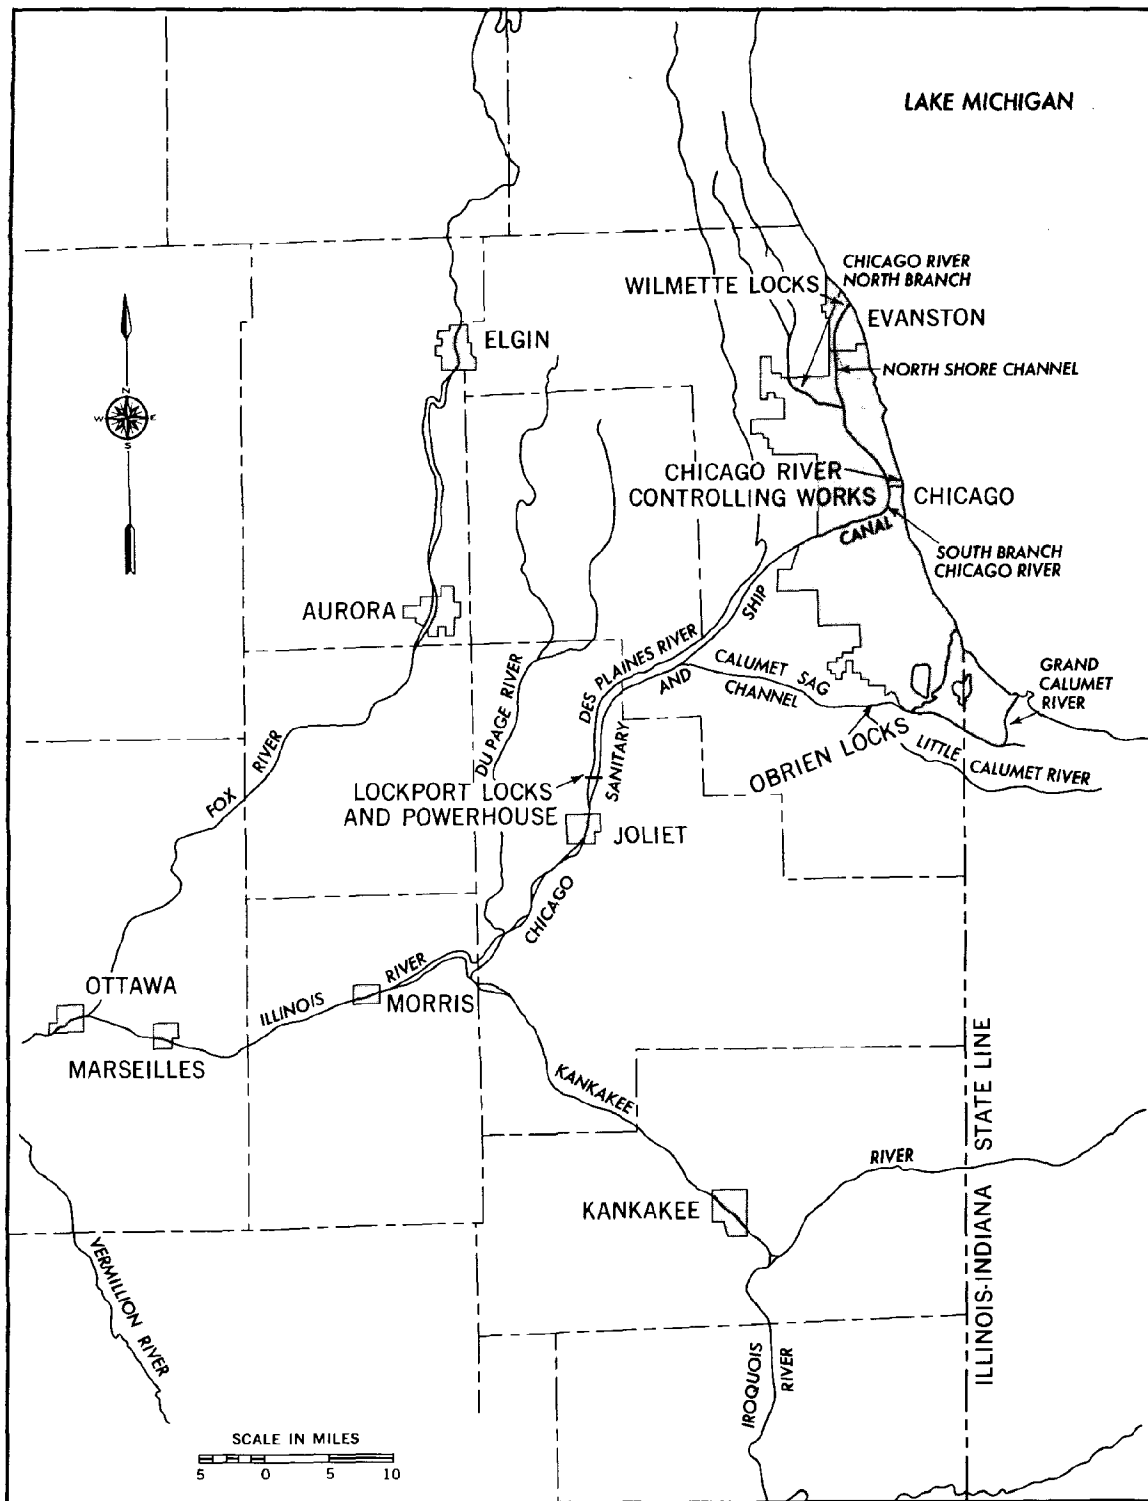 LAKE MICHIGAN
CHICAGO RIVER
NORTH BRANCH
WILMETTE LOCKS
EVANSTON
N
W E
S
ELGIN
NORTH SHORE CHANNEL
CHICAGO RIVER
CONTROLLING WORKS
CHICAGO
CANAL
SOUTH BRANCH
CHICAGO RIVER
SHIP
AURORA
DES PLAINES RIVER
AND
CALUMET SAG
CHANNEL
GRAND
CALUMET
RIVER
DU PAGE RIVER
FOX RIVER
SANITARY
OBRIEN LOCKS
LITTLE
CALUMET RIVER
LOCKPORT LOCKS
AND POWERHOUSE
JOLIET
CHICAGO
OTTAWA
ILLINOIS RIVER
MORRIS
MARSEILLES
KANKAKEE
RIVER
KANKAKEE
ILLINOIS-INDIANA STATE LINE
VERMILLION RIVER
IROQUOIS
RIVER
SCALE IN MILES
5 0 5 10